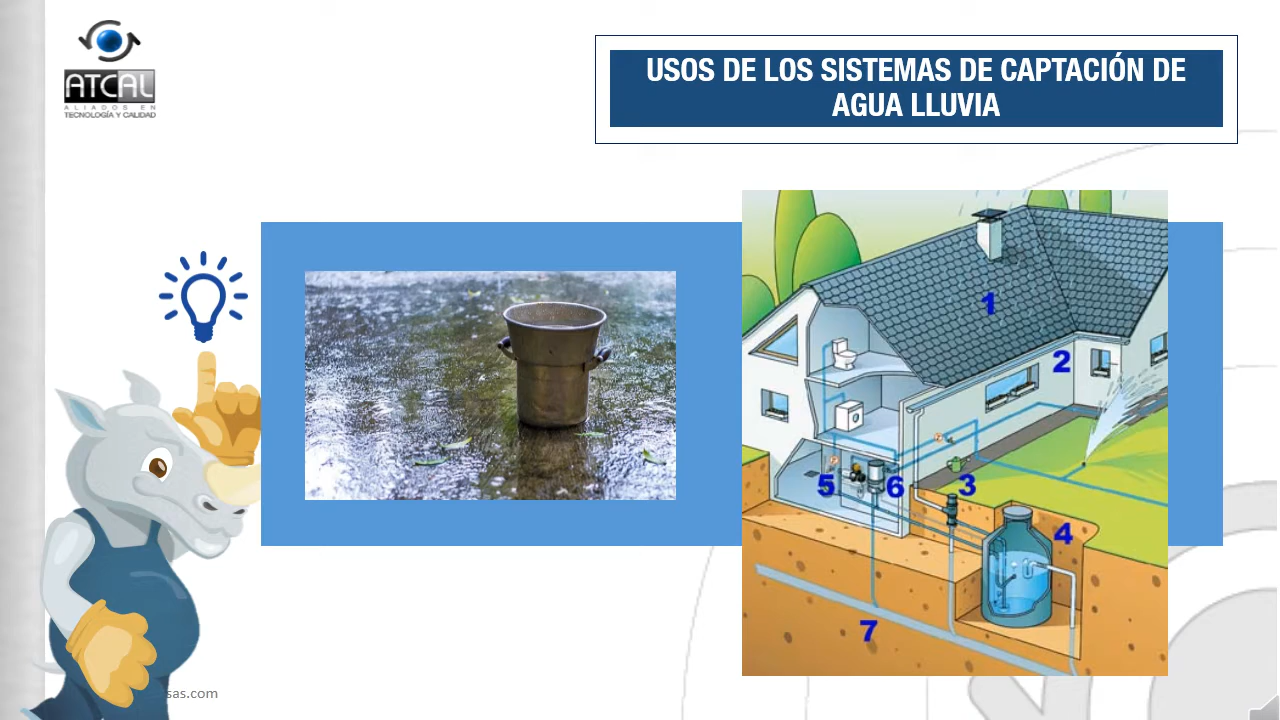 ATCAL
ALIADOS EN
TECNOLOGÍA Y CALIDAD
USOS DE LOS SISTEMAS DE CAPTACIÓN DE
AGUA LLUVIA
1
2
3
4
5
6
7
sas.com